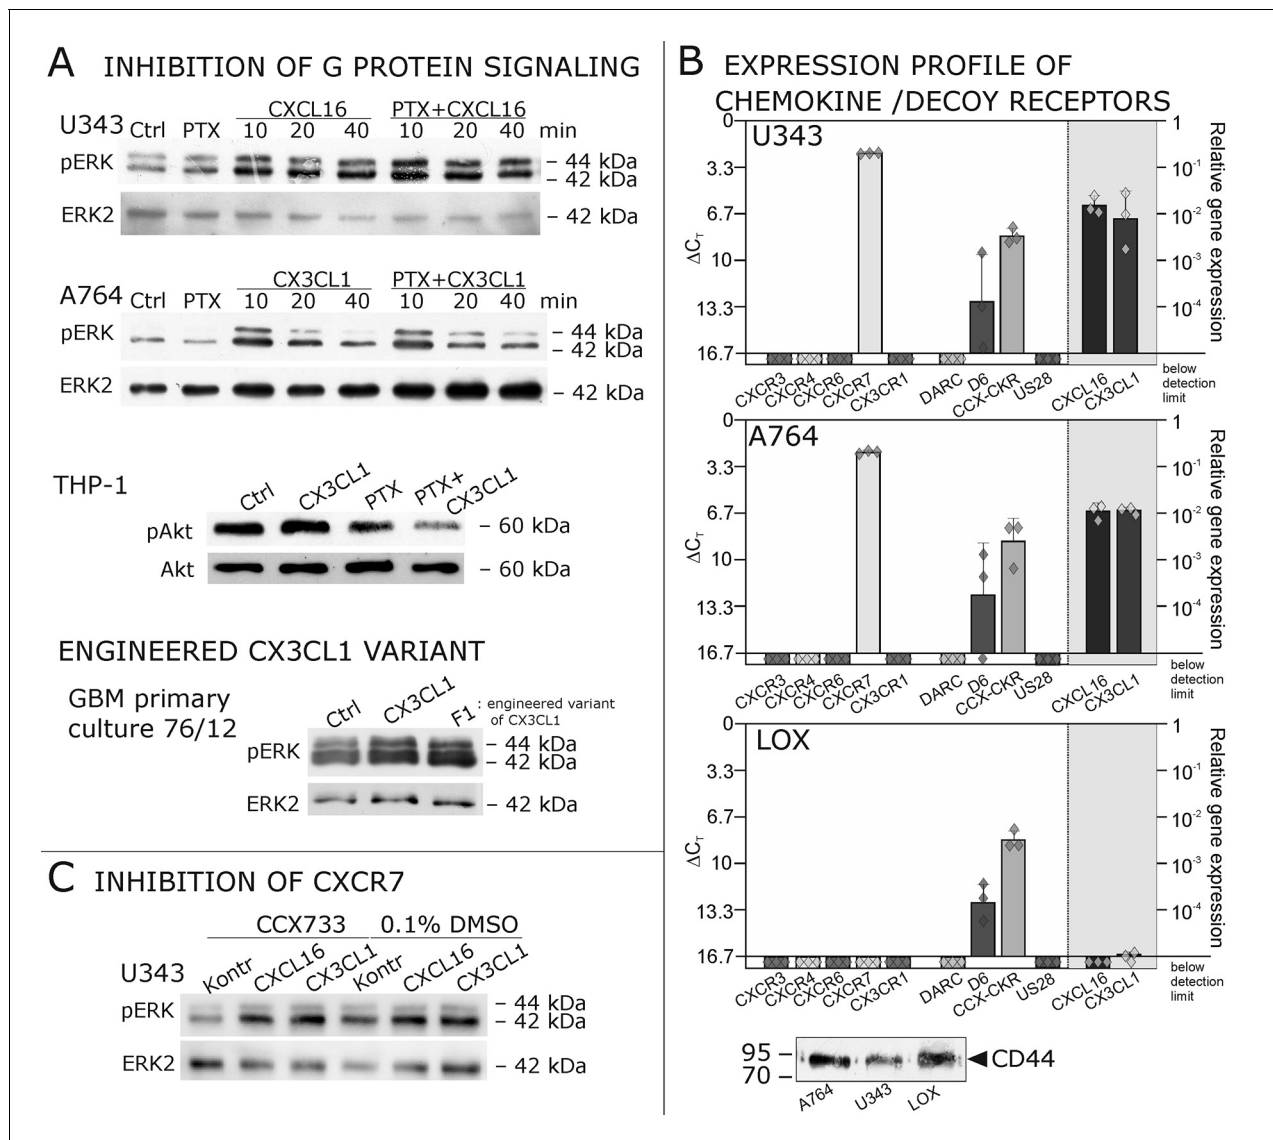 A INHIBITION OF G PROTEIN SIGNALING
CXCL16 PTX+CXCL16
U343 Ctrl PTX 10 20 40 10 20 40 min
pERK – 44 kDa
– 42 kDa
ERK2 – 42 kDa
CX3CL1 PTX+CX3CL1
A764 Ctrl PTX 10 20 40 10 20 40 min
pERK – 44 kDa
– 42 kDa
ERK2 – 42 kDa
THP-1 Ctrl CX3CL1 PTX PTX+
CX3CL1
pAkt – 60 kDa
Akt – 60 kDa
ENGINEERED CX3CL1 VARIANT
GBM primary
culture 76/12
Ctrl CX3CL1 F1 : engineered variant
of CX3CL1
pERK – 44 kDa
– 42 kDa
ERK2 – 42 kDa
C INHIBITION OF CXCR7
CCX733 0.1% DMSO
U343 Kontr CXCL16 CX3CL1 Kontr CXCL16 CX3CL1
pERK – 44 kDa
– 42 kDa
ERK2 – 42 kDa
B EXPRESSION PROFILE OF
CHEMOKINE /DECOY RECEPTORS
U343
0 1
3.3 10-1
6.7 10-2
10 10-3
13.3 10-4
16.7
ΔCT
Relative gene expression
below
detection
limit
CXCR3 CXCR4 CXCR6 CXCR7 CX3CR1 DARC D6 CCX-CKR US28 CXCL16 CX3CL1
A764
0 1
3.3 10-1
6.7 10-2
10 10-3
13.3 10-4
16.7
ΔCT
Relative gene expression
below
detection
limit
CXCR3 CXCR4 CXCR6 CXCR7 CX3CR1 DARC D6 CCX-CKR US28 CXCL16 CX3CL1
LOX
0 1
3.3 10-1
6.7 10-2
10 10-3
13.3 10-4
16.7
ΔCT
Relative gene expression
below
detection
limit
CXCR3 CXCR4 CXCR6 CXCR7 CX3CR1 DARC D6 CCX-CKR US28 CXCL16 CX3CL1
95 –
70 –
CD44
A764 U343 LOX